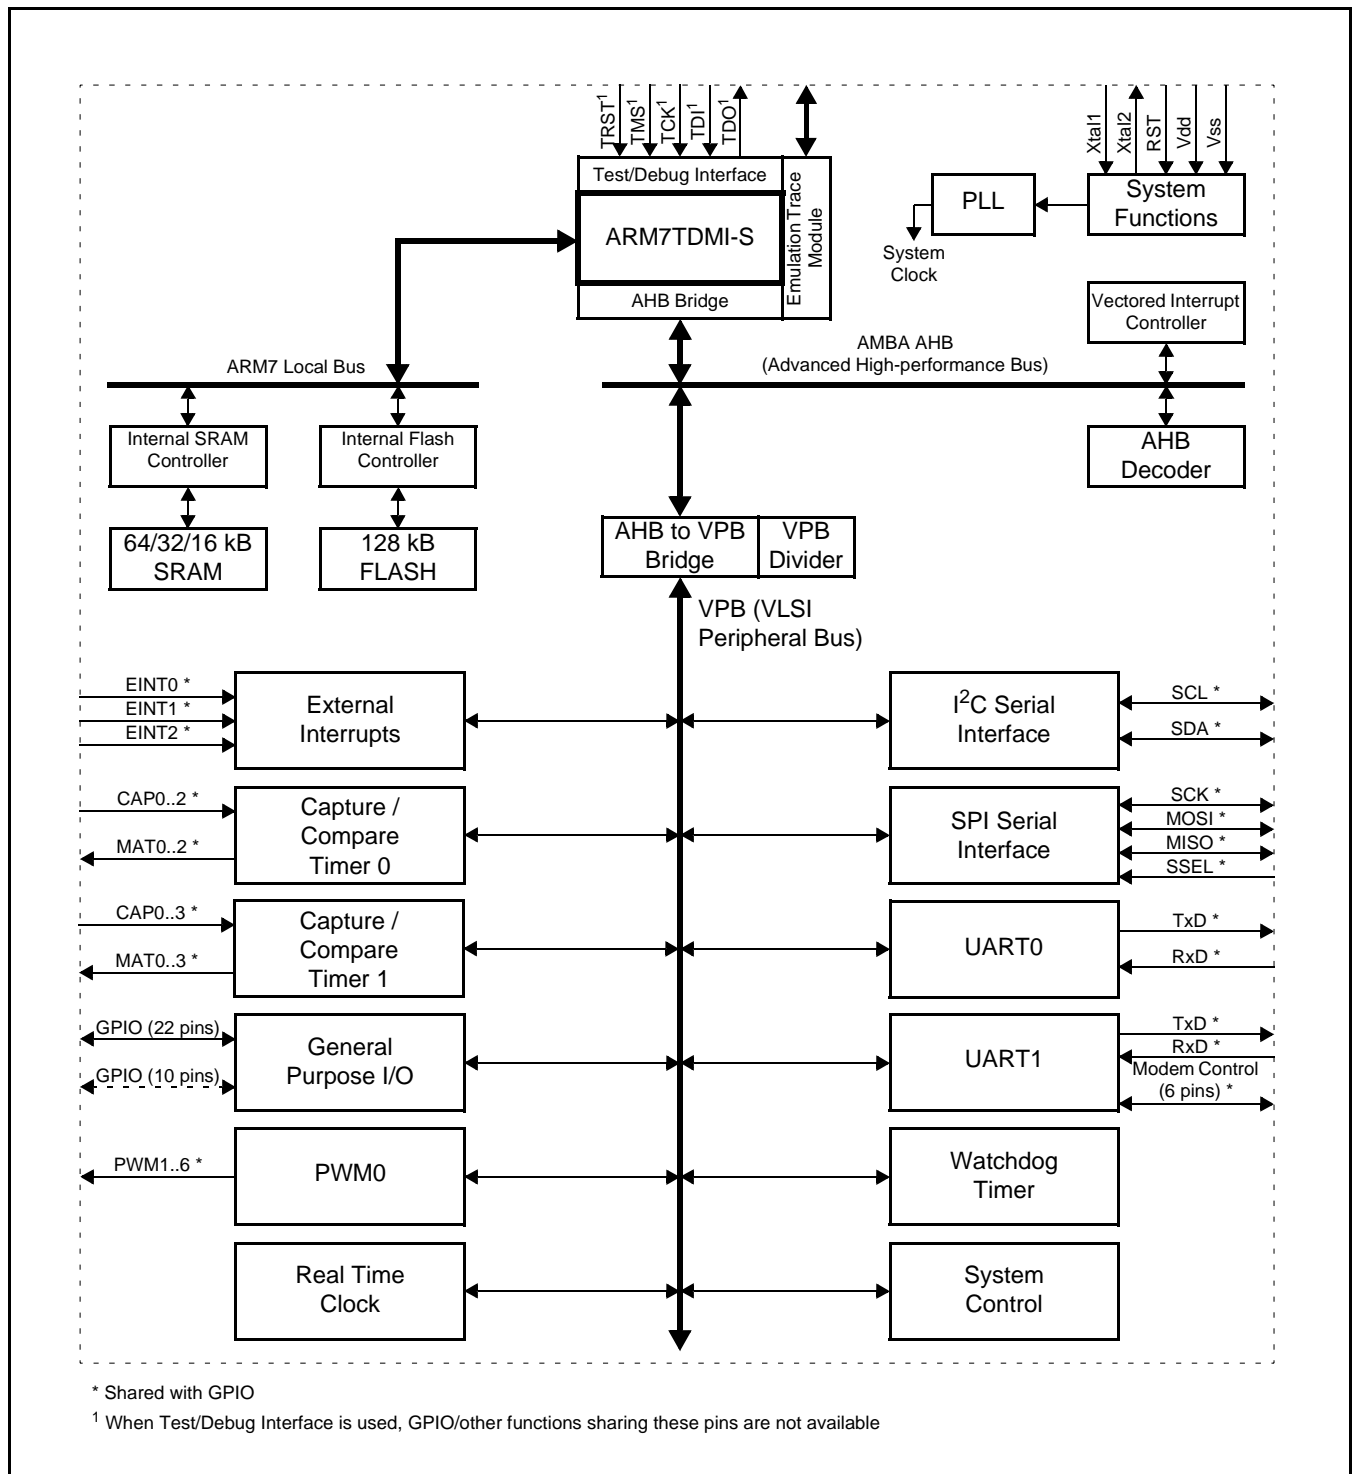 TRST1
TMS1
TCK1
TDI1
TDO1
Xtal1
Xtal2
RST
Vdd
Vss
Test/Debug Interface
ARM7TDMI-S
AHB Bridge
Emulation Trace
Module
PLL
System
Functions
System
Clock
Vectored Interrupt
Controller
AMBA AHB
(Advanced High-performance Bus)
ARM7 Local Bus
Internal SRAM
Controller
Internal Flash
Controller
AHB
Decoder
64/32/16 kB
SRAM
128 kB
FLASH
AHB to VPB
Bridge
VPB
Divider
VPB (VLSI
Peripheral Bus)
EINT0 *
EINT1 *
EINT2 *
External
Interrupts
I2C Serial
Interface
SCL *
SDA *
CAP0..2 *
MAT0..2 *
Capture /
Compare
Timer 0
SPI Serial
Interface
SCK *
MOSI *
MISO *
SSEL *
CAP0..3 *
MAT0..3 *
Capture /
Compare
Timer 1
UART0
TxD *
RxD *
GPIO (22 pins)
GPIO (10 pins)
General
Purpose I/O
UART1
TxD *
RxD *
Modem Control
(6 pins) *
PWM1..6 *
PWM0
Watchdog
Timer
Real Time
Clock
System
Control
* Shared with GPIO
1 When Test/Debug Interface is used, GPIO/other functions sharing these pins are not available